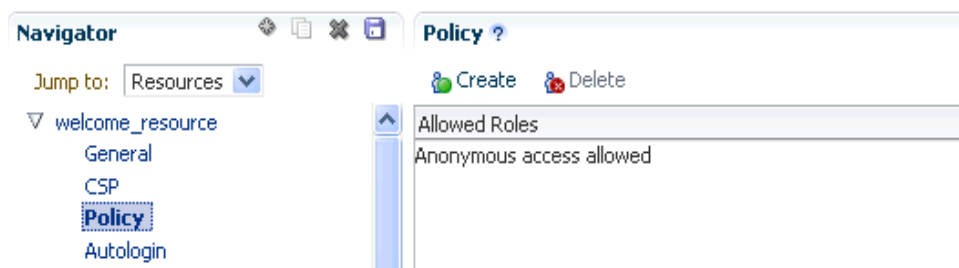 Navigator
Jump to: Resources
welcome_resource
General
CSP
Policy
Autologin
Policy ?
Create Delete
Allowed Roles
Anonymous access allowed